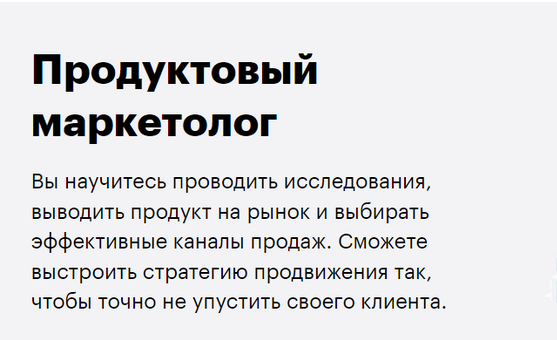 Продуктовый
маркетолог
Вы научитесь проводить исследования,
выводить продукт на рынок и выбирать
эффективные каналы продаж. Сможете
выстроить стратегию продвижения так,
чтобы точно не упустить своего клиента.